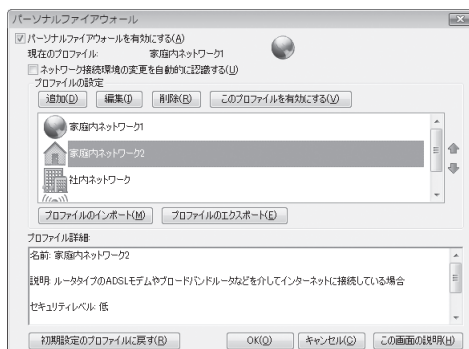 パーソナルファイアウォール
パーソナルファイアウォールを有効にする(A)
現在のプロファイル: 家庭内ネットワーク1
ネットワーク接続環境の変更を自動的に認識する(U)
プロファイルの設定
追加(D) 編集(I) 削除(R) このプロファイルを有効にする(V)
家庭内ネットワーク1
家庭内ネットワーク2
社内ネットワーク
プロファイルのインポート(M) プロファイルのエクスポート(E)
プロファイル詳細:
名前: 家庭内ネットワーク2
説明: ルータタイプのADSLモデムやブロードバンドルータなどを介してインターネットに接続している場合
セキュリティレベル: 低
初期設定のプロファイルに戻す(R) OK(O) キャンセル(C) この画面の説明(H)